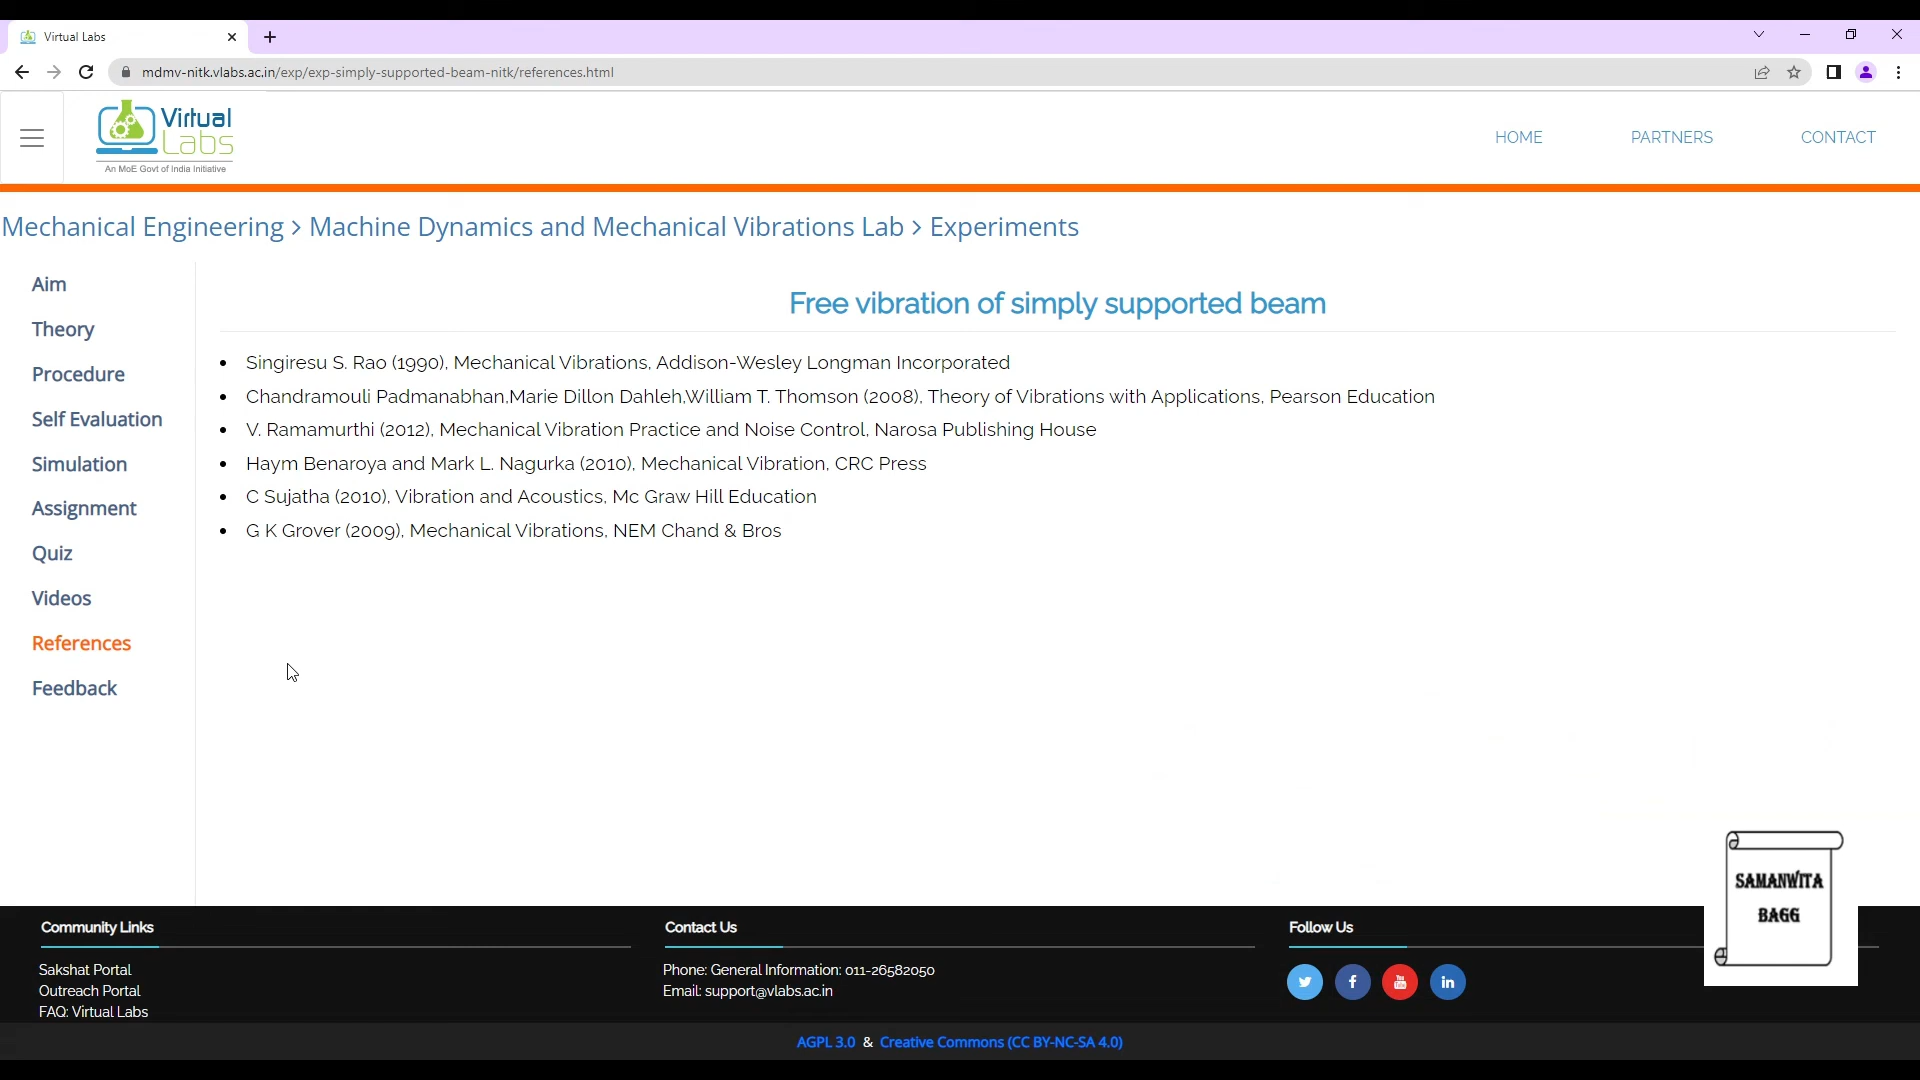 Virtual Labs
mdmv-nitk.vlabs.ac.in/exp/exp-simply-supported-beam-nitk/references.html
Virtual
Labs
An MoE Govt of India Initiative
HOME PARTNERS CONTACT
Mechanical Engineering > Machine Dynamics and Mechanical Vibrations Lab > Experiments
Aim
Theory
Procedure
Self Evaluation
Simulation
Assignment
Quiz
Videos
References
Feedback
Free vibration of simply supported beam
• Singiresu S. Rao (1990), Mechanical Vibrations, Addison-Wesley Longman Incorporated
• Chandramouli Padmanabhan,Marie Dillon Dahleh,William T. Thomson (2008), Theory of Vibrations with Applications, Pearson Education
• V. Ramamurthi (2012), Mechanical Vibration Practice and Noise Control, Narosa Publishing House
• Haym Benaroya and Mark L. Nagurka (2010), Mechanical Vibration, CRC Press
• C Sujatha (2010), Vibration and Acoustics, Mc Graw Hill Education
• G K Grover (2009), Mechanical Vibrations, NEM Chand & Bros
SAMANWITA
BAGG
Community Links
Sakshat Portal
Outreach Portal
FAQ: Virtual Labs
Contact Us
Phone: General Information: 011-26582050
Email: support@vlabs.ac.in
Follow Us
AGPL 3.0 & Creative Commons (CC BY-NC-SA 4.0)